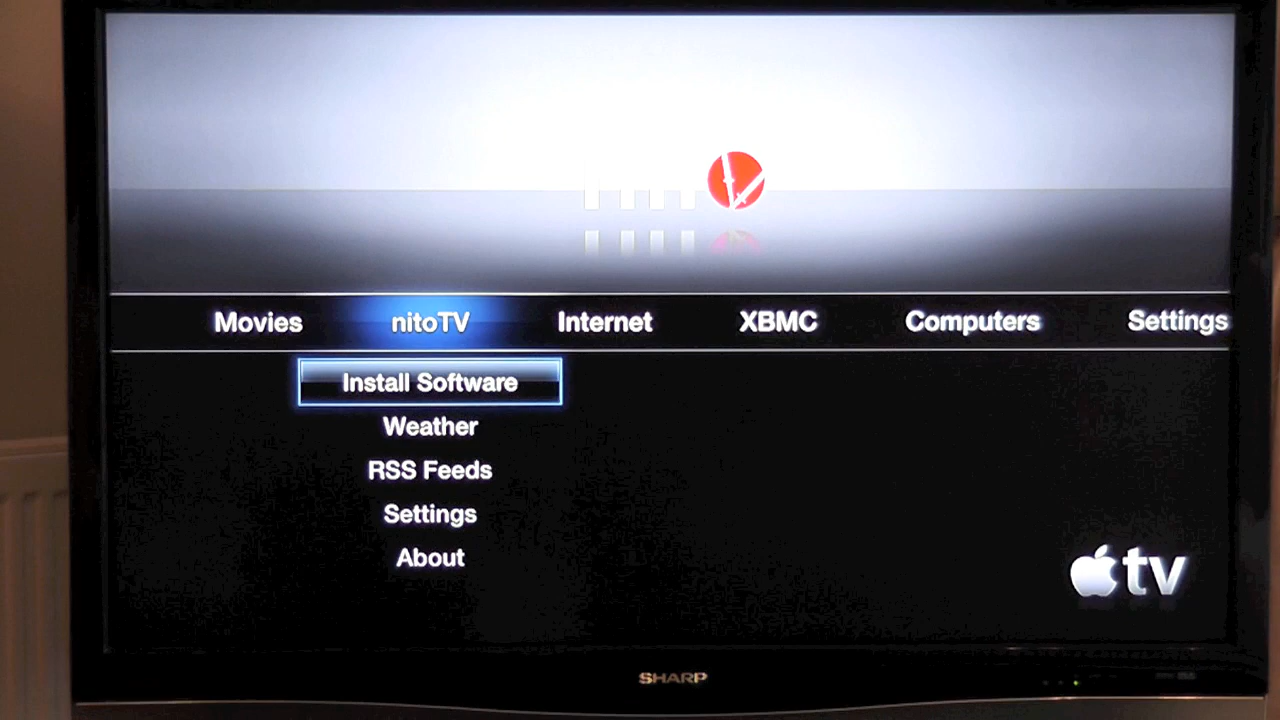 Movies nitoTV Internet XBMC Computers Settings
Install Software
Weather
RSS Feeds
Settings
About
tv
SHARP